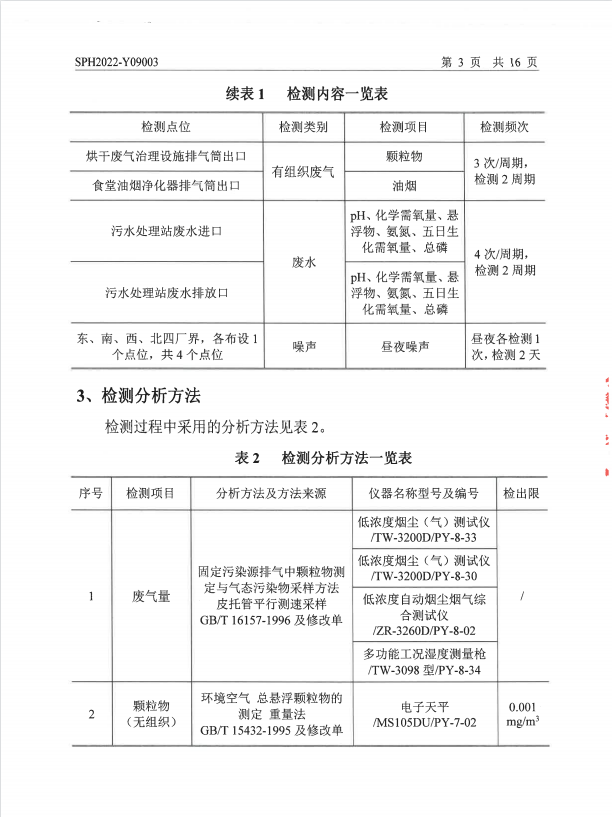 SPH2022-Y09003
第 3 页 共 16 页
续表 1 检测内容一览表
检测点位 检测类别 检测项目 检测频次
烘干废气治理设施排气筒出口
有组织废气
颗粒物
3 次/周期，
检测 2 周期
食堂油烟净化器排气筒出口
油烟
污水处理站废水进口
废水
pH、化学需氧量、悬
浮物、氨氮、五日生
化需氧量、总磷
4 次/周期，
检测 2 周期
污水处理站废水排放口
pH、化学需氧量、悬
浮物、氨氮、五日生
化需氧量、总磷
东、南、西、北四厂界，各布设 1
个点位，共 4 个点位
噪声
昼夜噪声
昼夜各检测 1
次，检测 2 天
3、检测分析方法
检测过程中采用的分析方法见表 2。
表 2 检测分析方法一览表
序号 检测项目 分析方法及方法来源 仪器名称型号及编号 检出限
1
废气量
固定污染源排气中颗粒物测
定与气态污染物采样方法
皮托管平行测速采样
GB/T 16157-1996 及修改单
低浓度烟尘（气）测试仪
/TW-3200D/PY-8-33
低浓度烟尘（气）测试仪
/TW-3200D/PY-8-30
低浓度自动烟尘烟气综
合测试仪
/ZR-3260D/PY-8-02
多功能工况湿度测量枪
/TW-3098 型/PY-8-34
/
2
颗粒物
（无组织）
环境空气 总悬浮颗粒物的
测定 重量法
GB/T 15432-1995 及修改单
电子天平
/MS105DU/PY-7-02
0.001
mg/m³